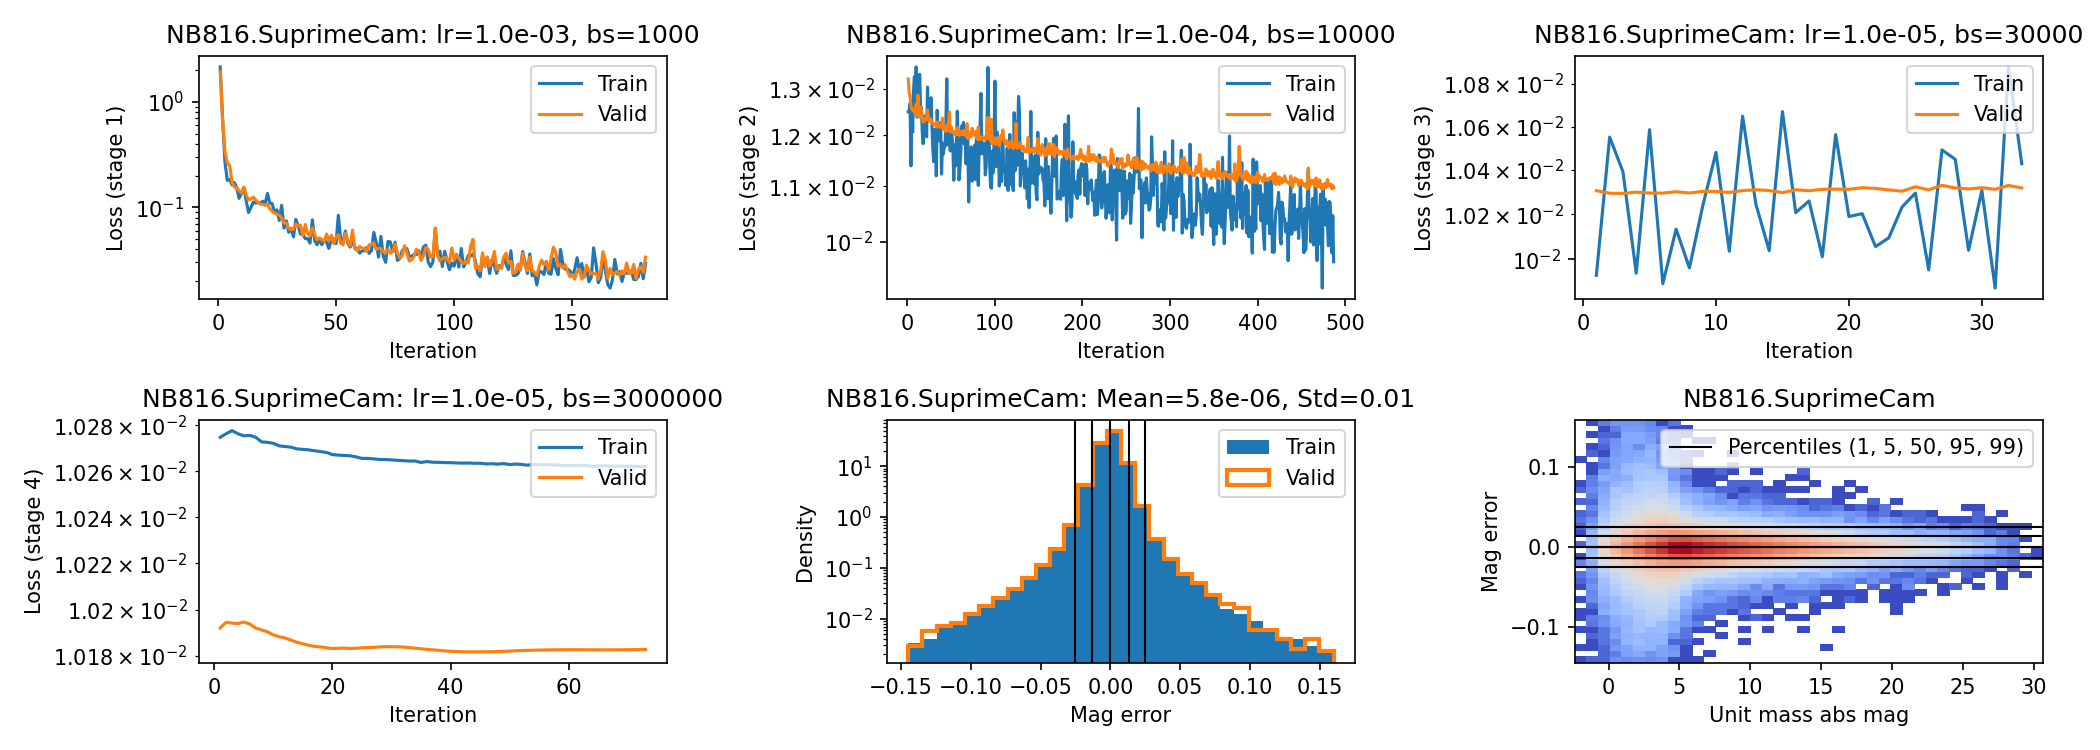 NB816.SuprimeCam: lr=1.0e-03, bs=1000
Loss (stage 1)
10⁰
10⁻¹
Train
Valid
0 50 100 150
Iteration
NB816.SuprimeCam: lr=1.0e-04, bs=10000
Loss (stage 2)
1.3 × 10⁻²
1.2 × 10⁻²
1.1 × 10⁻²
10⁻²
Train
Valid
0 100 200 300 400 500
Iteration
NB816.SuprimeCam: lr=1.0e-05, bs=30000
Loss (stage 3)
1.08 × 10⁻²
1.06 × 10⁻²
1.04 × 10⁻²
1.02 × 10⁻²
10⁻²
Train
Valid
0 10 20 30
Iteration
NB816.SuprimeCam: lr=1.0e-05, bs=3000000
Loss (stage 4)
1.028 × 10⁻²
1.026 × 10⁻²
1.024 × 10⁻²
1.022 × 10⁻²
1.02 × 10⁻²
1.018 × 10⁻²
Train
Valid
0 20 40 60
Iteration
NB816.SuprimeCam: Mean=5.8e-06, Std=0.01
Density
10¹
10⁰
10⁻¹
10⁻²
Train
Valid
−0.15 −0.10 −0.05 0.00 0.05 0.10 0.15
Mag error
NB816.SuprimeCam
Mag error
0.1
0.0
−0.1
Percentiles (1, 5, 50, 95, 99)
0 5 10 15 20 25 30
Unit mass abs mag